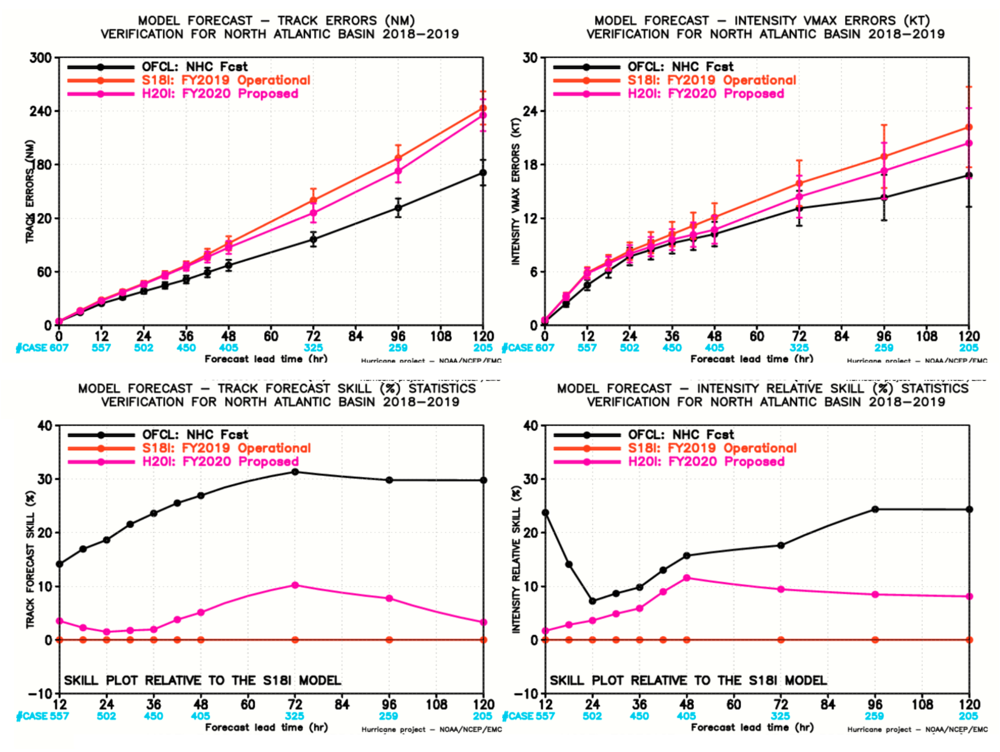 MODEL FORECAST – TRACK ERRORS (NM)
VERIFICATION FOR NORTH ATLANTIC BASIN 2018–2019
OFCL: NHC Fcst
S18I: FY2019 Operational
H20I: FY2020 Proposed
TRACK ERRORS (NM)
300
240
180
120
60
0
0 12 24 36 48 60 72 84 96 108 120
#CASE 607 557 502 450 405 325 259 205
Forecast lead time (hr)
Hurricane project – NOAA/NCEP/EMC
MODEL FORECAST – INTENSITY VMAX ERRORS (KT)
VERIFICATION FOR NORTH ATLANTIC BASIN 2018–2019
OFCL: NHC Fcst
S18I: FY2019 Operational
H20I: FY2020 Proposed
INTENSITY VMAX ERRORS (KT)
30
24
18
12
6
0
0 12 24 36 48 60 72 84 96 108 120
#CASE 607 557 502 450 405 325 259 205
Forecast lead time (hr)
Hurricane project – NOAA/NCEP/EMC
MODEL FORECAST – TRACK FORECAST SKILL (%) STATISTICS
VERIFICATION FOR NORTH ATLANTIC BASIN 2018–2019
OFCL: NHC Fcst
S18I: FY2019 Operational
H20I: FY2020 Proposed
TRACK FORECAST SKILL (%)
40
30
20
10
0
–10
SKILL PLOT RELATIVE TO THE S18I MODEL
12 24 36 48 60 72 84 96 108 120
#CASE 557 502 450 405 325 259 205
Forecast lead time (hr)
Hurricane project – NOAA/NCEP/EMC
MODEL FORECAST – INTENSITY RELATIVE SKILL (%) STATISTICS
VERIFICATION FOR NORTH ATLANTIC BASIN 2018–2019
OFCL: NHC Fcst
S18I: FY2019 Operational
H20I: FY2020 Proposed
INTENSITY RELATIVE SKILL (%)
40
30
20
10
0
–10
SKILL PLOT RELATIVE TO THE S18I MODEL
12 24 36 48 60 72 84 96 108 120
#CASE 557 502 450 405 325 259 205
Forecast lead time (hr)
Hurricane project – NOAA/NCEP/EMC